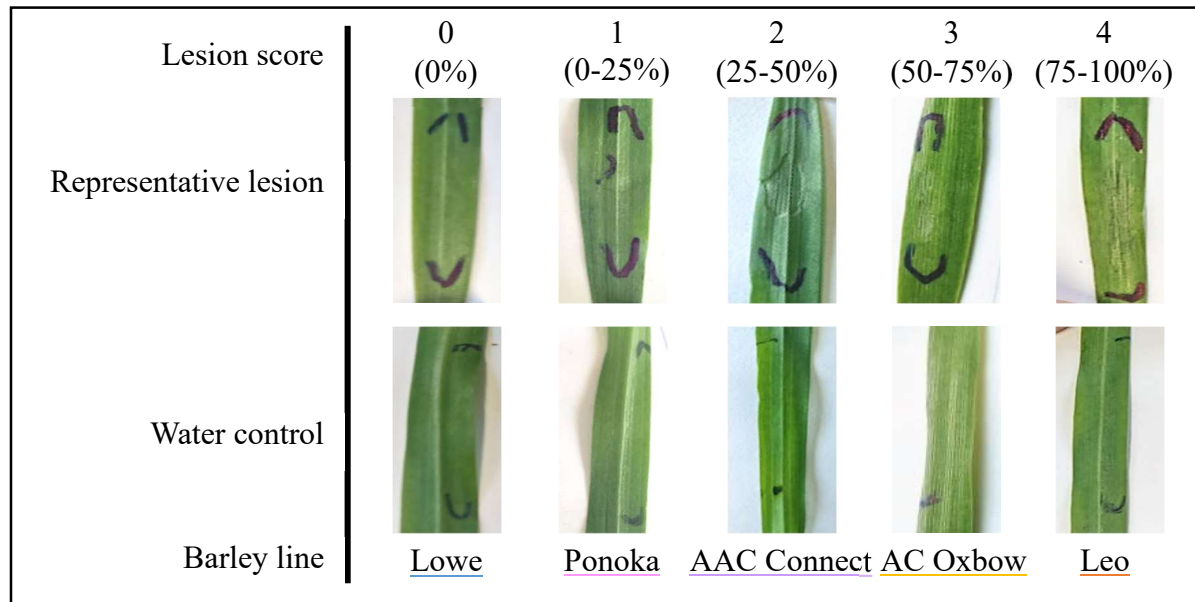 Lesion score
0 1 2 3 4
(0%) (0-25%) (25-50%) (50-75%) (75-100%)
Representative lesion
Water control
Barley line Lowe Ponoka AAC Connect AC Oxbow Leo